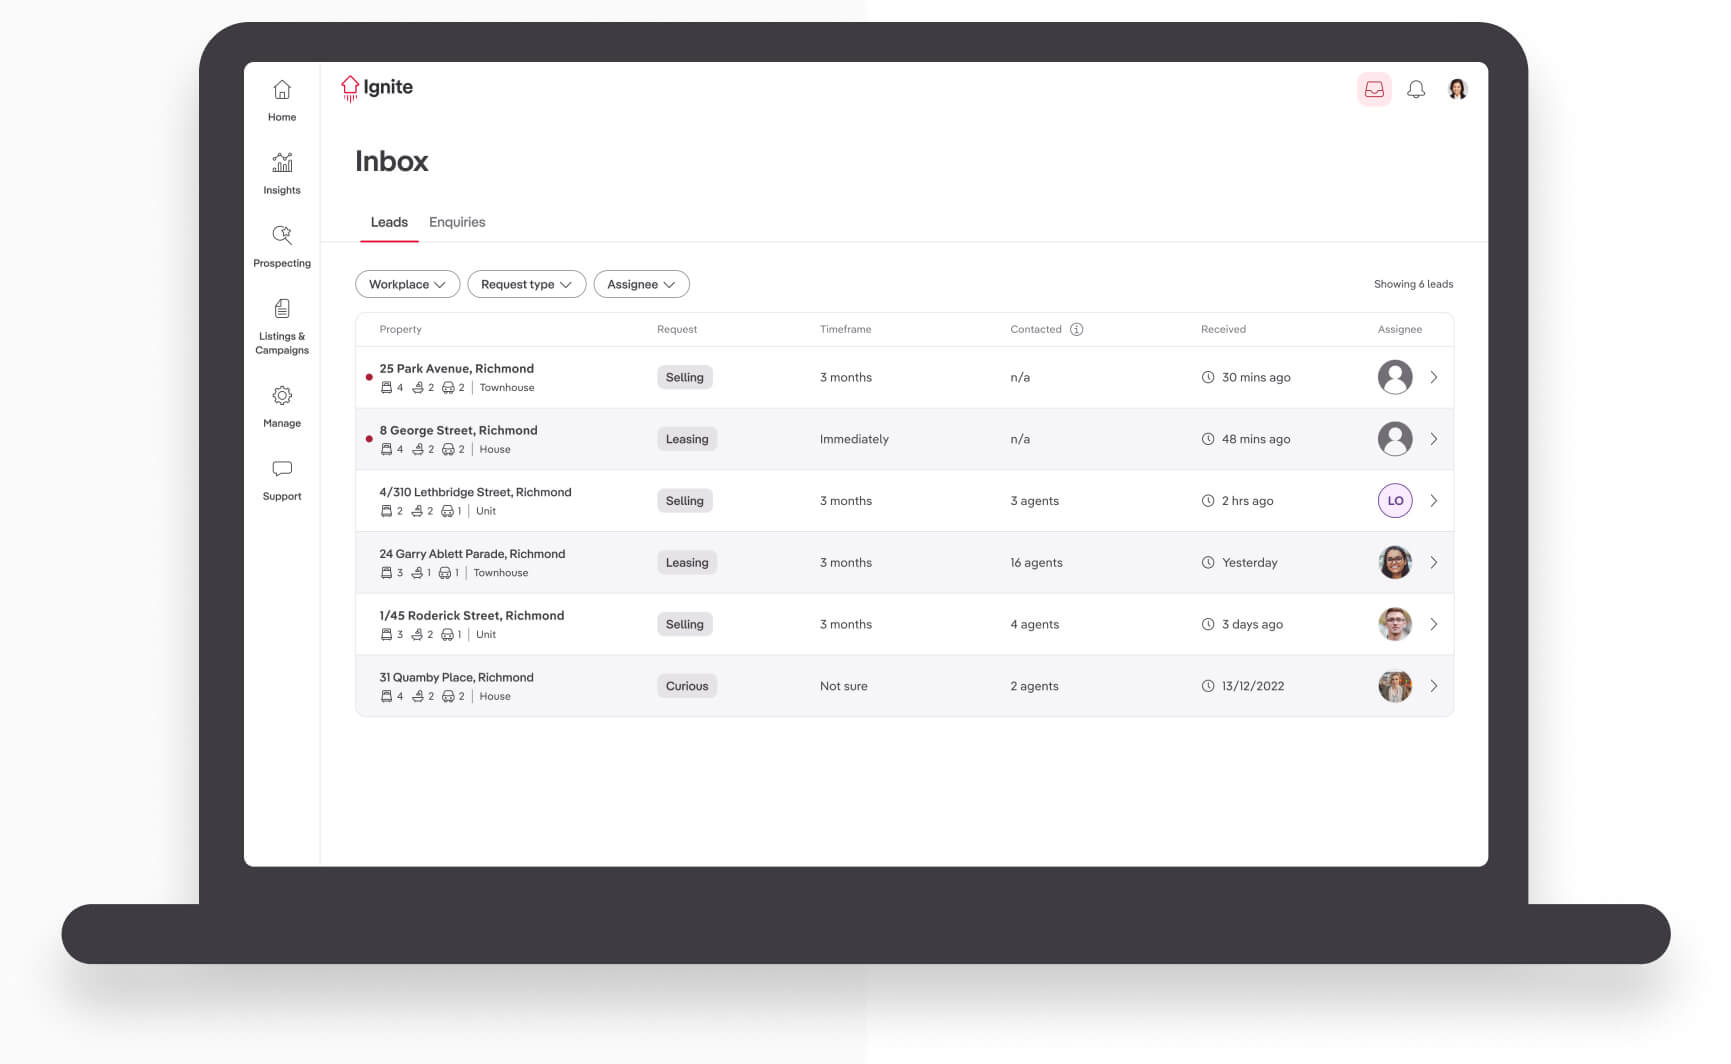 Ignite
Home
Insights
Prospecting
Listings &
Campaigns
Manage
Support
Inbox
Leads Enquiries
Workplace Request type Assignee Showing 6 leads
Property Request Timeframe Contacted Received Assignee
25 Park Avenue, Richmond
4 2 2 | Townhouse
Selling 3 months n/a 30 mins ago
8 George Street, Richmond
4 2 2 | House
Leasing Immediately n/a 48 mins ago
4/310 Lethbridge Street, Richmond
2 2 1 | Unit
Selling 3 months 3 agents 2 hrs ago LO
24 Garry Ablett Parade, Richmond
3 1 1 | Townhouse
Leasing 3 months 16 agents Yesterday
1/45 Roderick Street, Richmond
3 2 1 | Unit
Selling 3 months 4 agents 3 days ago
31 Quamby Place, Richmond
4 2 2 | House
Curious Not sure 2 agents 13/12/2022